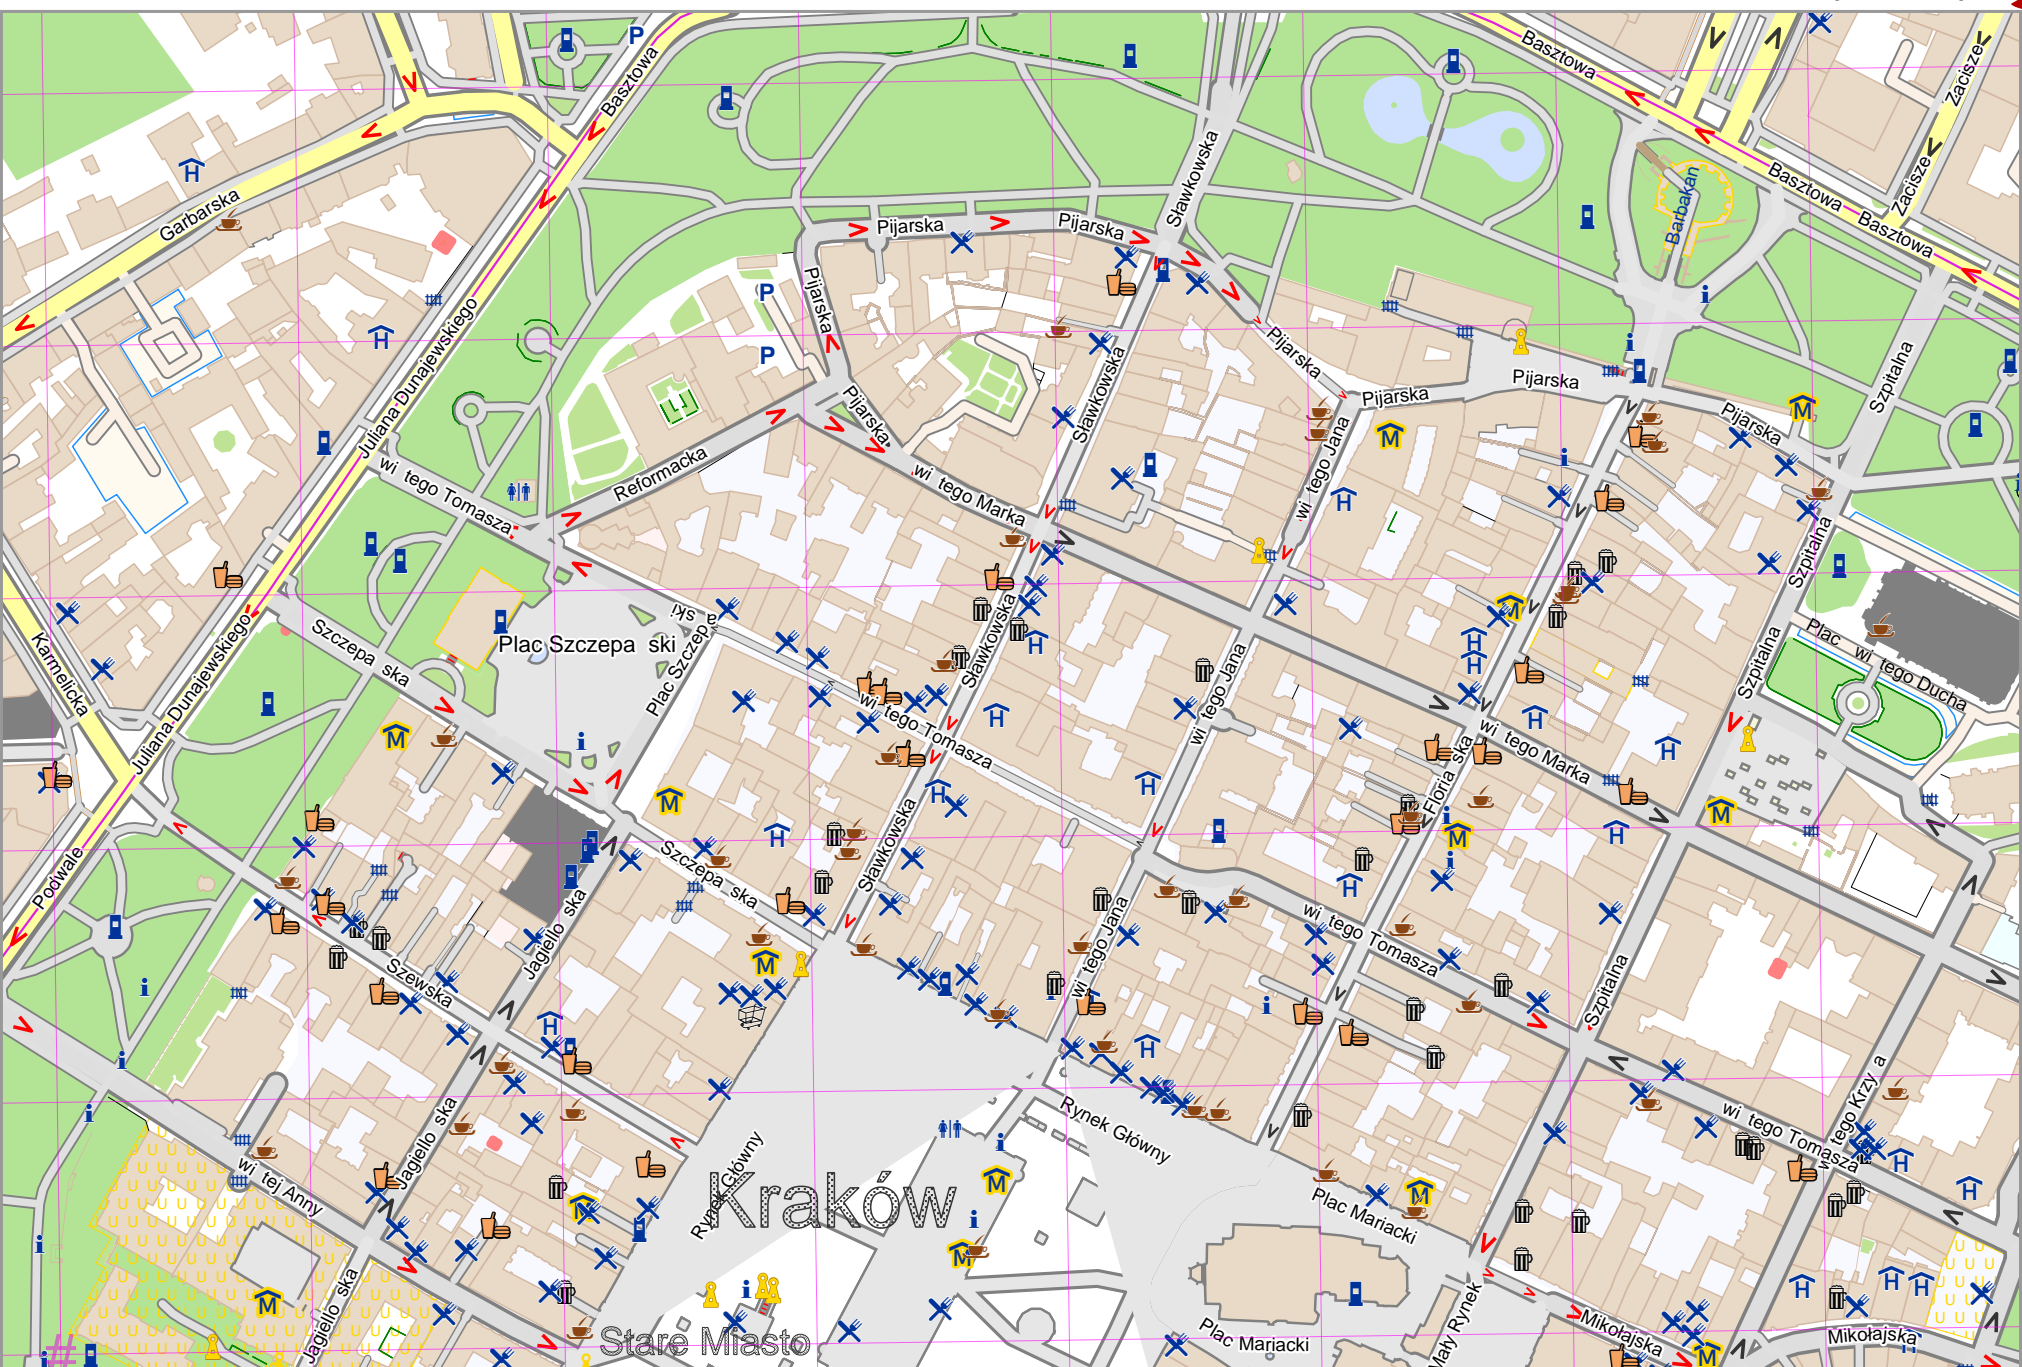 Basztowa
Basztowa
Zacisze
P
Garbarska
Sławkowska
Pijarska
Pijarska
Barbakan
Basztowa
Zacisze
Basztowa
Juliana Dunajewskiego
P
P
Pijarska
Pijarska
Pijarska
Pijarska
Pijarska
Szpitalna
Sławkowska
Pijarska
wi tego Jana
wi tego Tomasza
Reformacka
wi tego Marka
Szpitalna
Karmelicka
Juliana Dunajewskiego
Szczepa ska
Plac Szczepa ski
Plac Szczepa
ski
Sławkowska
wi tego Tomasza
wi tego Jana
Szpitalna
Plac wi tego Ducha
wi tego Marka
Floria ska
Podwale
Szczepa ska
Sławkowska
Jagiello ska
Szewska
wi tego Jana
wi tego Tomasza
Szpitalna
Jagiello ska
wi tej Anny
Rynek Główny
Rynek Główny
Kraków
Plac Mariacki
wi tego Tomasza
wi tego Krzy a
Jagiello ska
Stare Miasto
Plac Mariacki
Mały Rynek
Mikołajska
Mikołajska